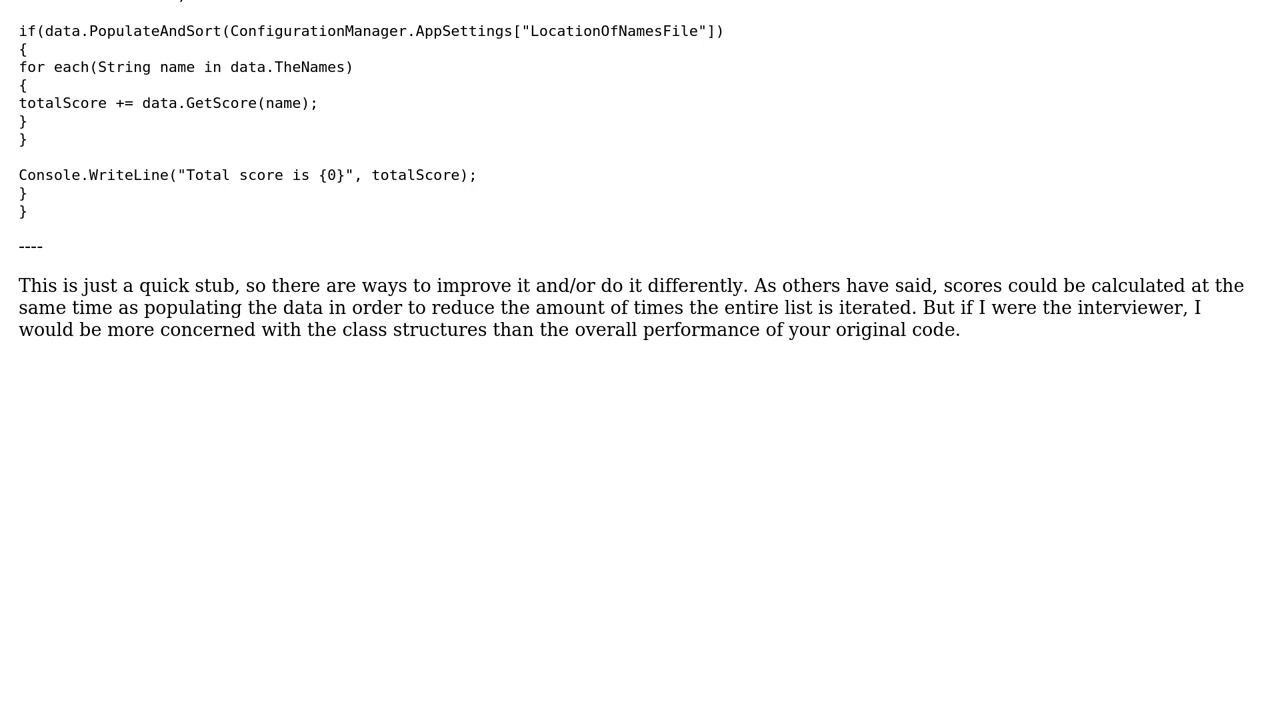 if(data.PopulateAndSort(ConfigurationManager.AppSettings["LocationOfNamesFile"])
{
for each(String name in data.TheNames)
{
totalScore += data.GetScore(name);
}
}
Console.WriteLine("Total score is {0}", totalScore);
}
}
----
This is just a quick stub, so there are ways to improve it and/or do it differently. As others have said, scores could be calculated at the
same time as populating the data in order to reduce the amount of times the entire list is iterated. But if I were the interviewer, I
would be more concerned with the class structures than the overall performance of your original code.